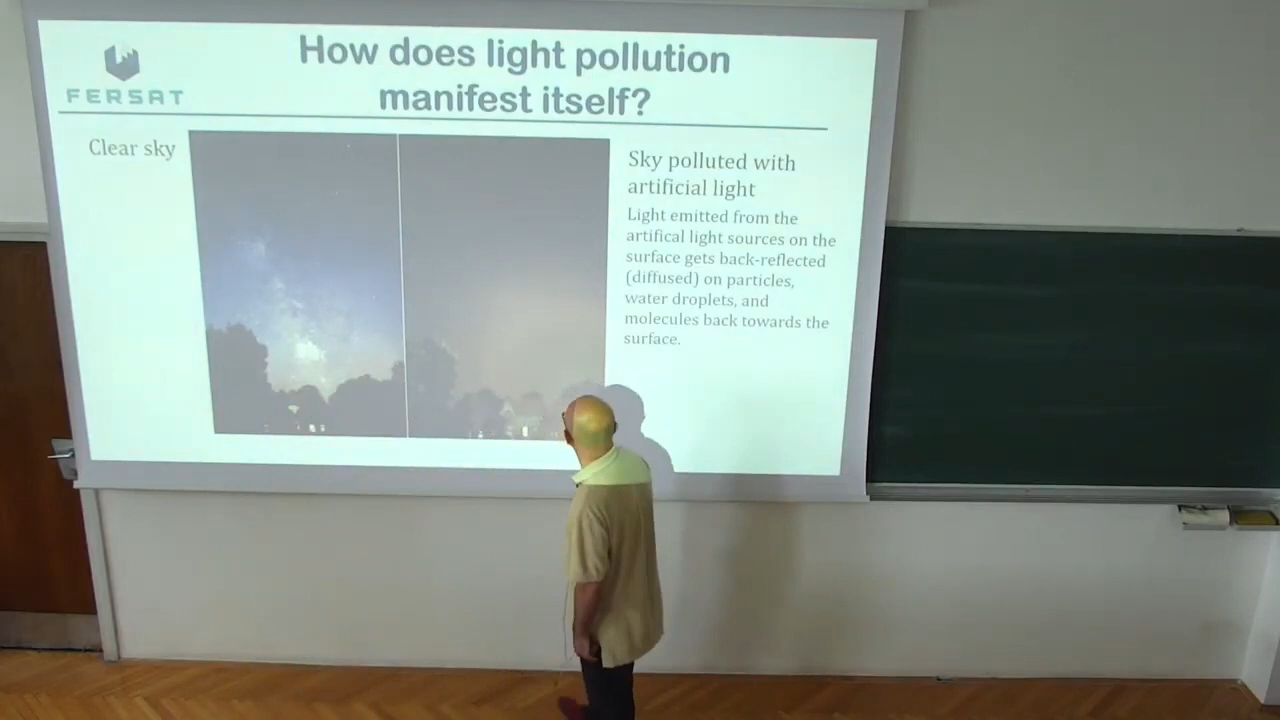 How does light pollution
manifest itself?
FERSAT
Clear sky
Sky polluted with
artificial light
Light emitted from the
artifical light sources on the
surface gets back-reflected
(diffused) on particles,
water droplets, and
molecules back towards the
surface.